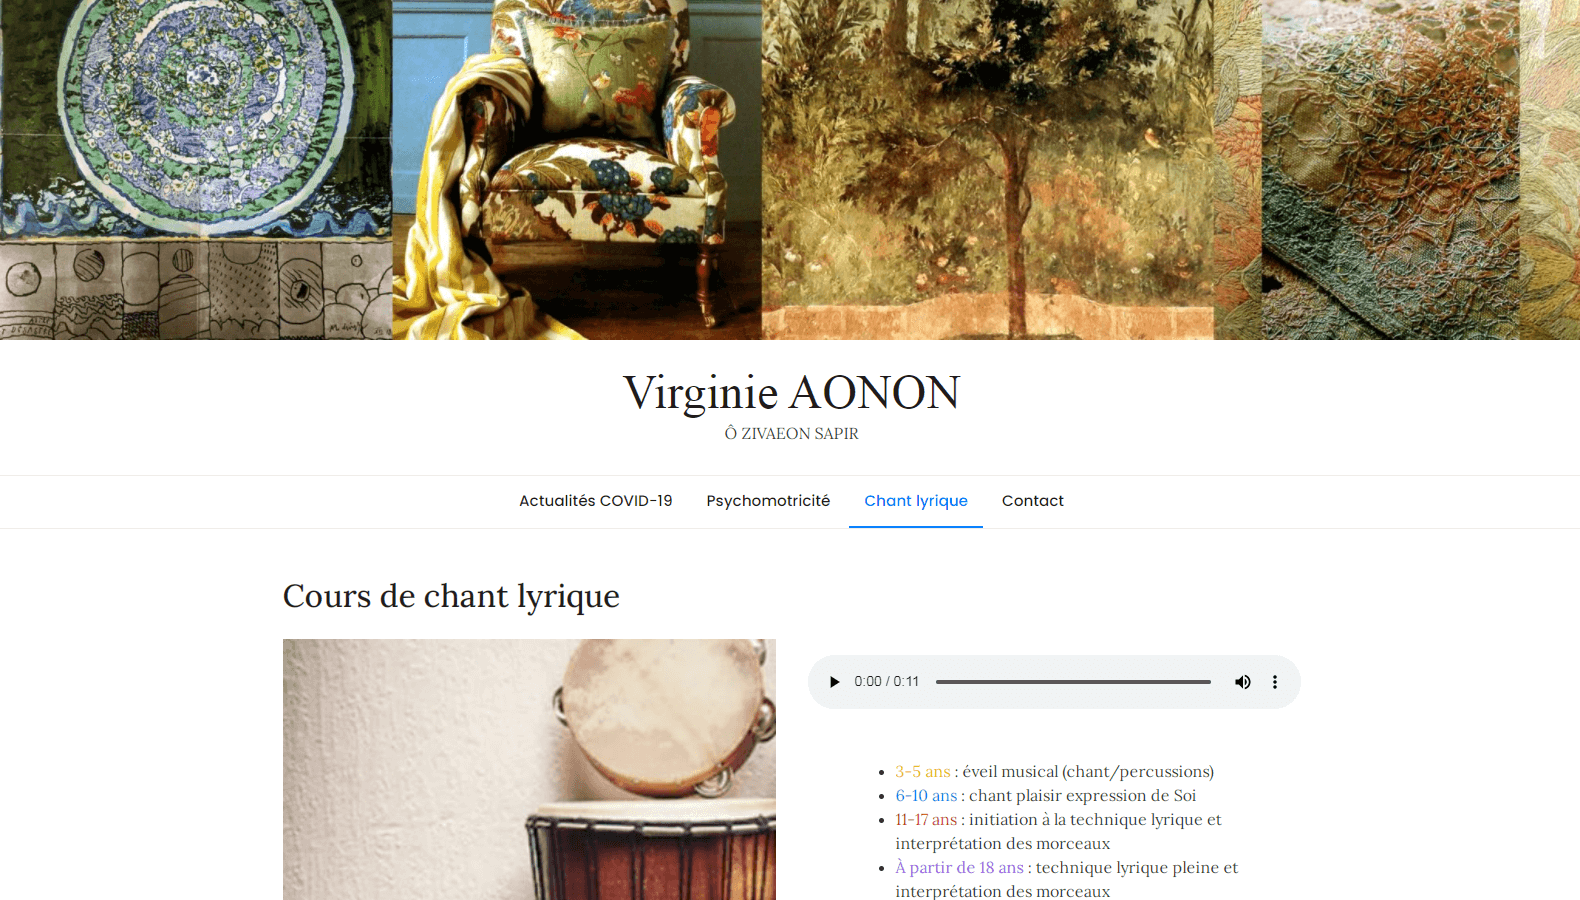 Virginie AONON
Ô ZIVAEON SAPIR
Actualités COVID-19 Psychomotricité Chant lyrique Contact
Cours de chant lyrique
0:00 / 0:11
3-5 ans : éveil musical (chant/percussions)
6-10 ans : chant plaisir expression de Soi
11-17 ans : initiation à la technique lyrique et
interprétation des morceaux
À partir de 18 ans : technique lyrique pleine et
interprétation des morceaux